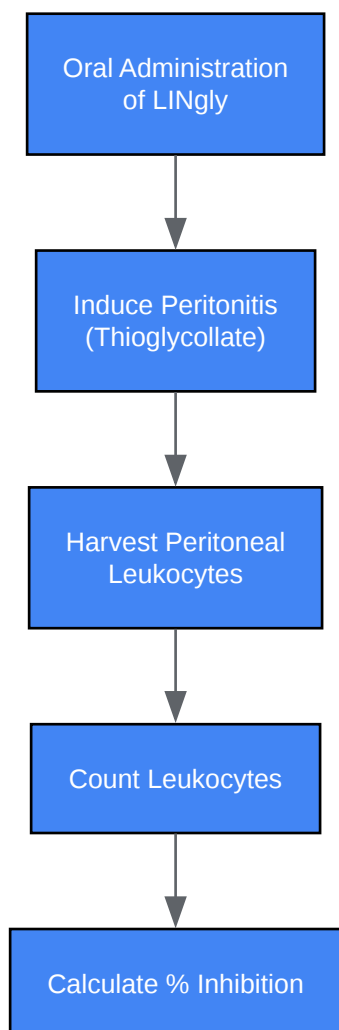 Oral Administration
of LINgly
Induce Peritonitis
(Thioglycollate)
Harvest Peritoneal
Leukocytes
Count Leukocytes
Calculate % Inhibition